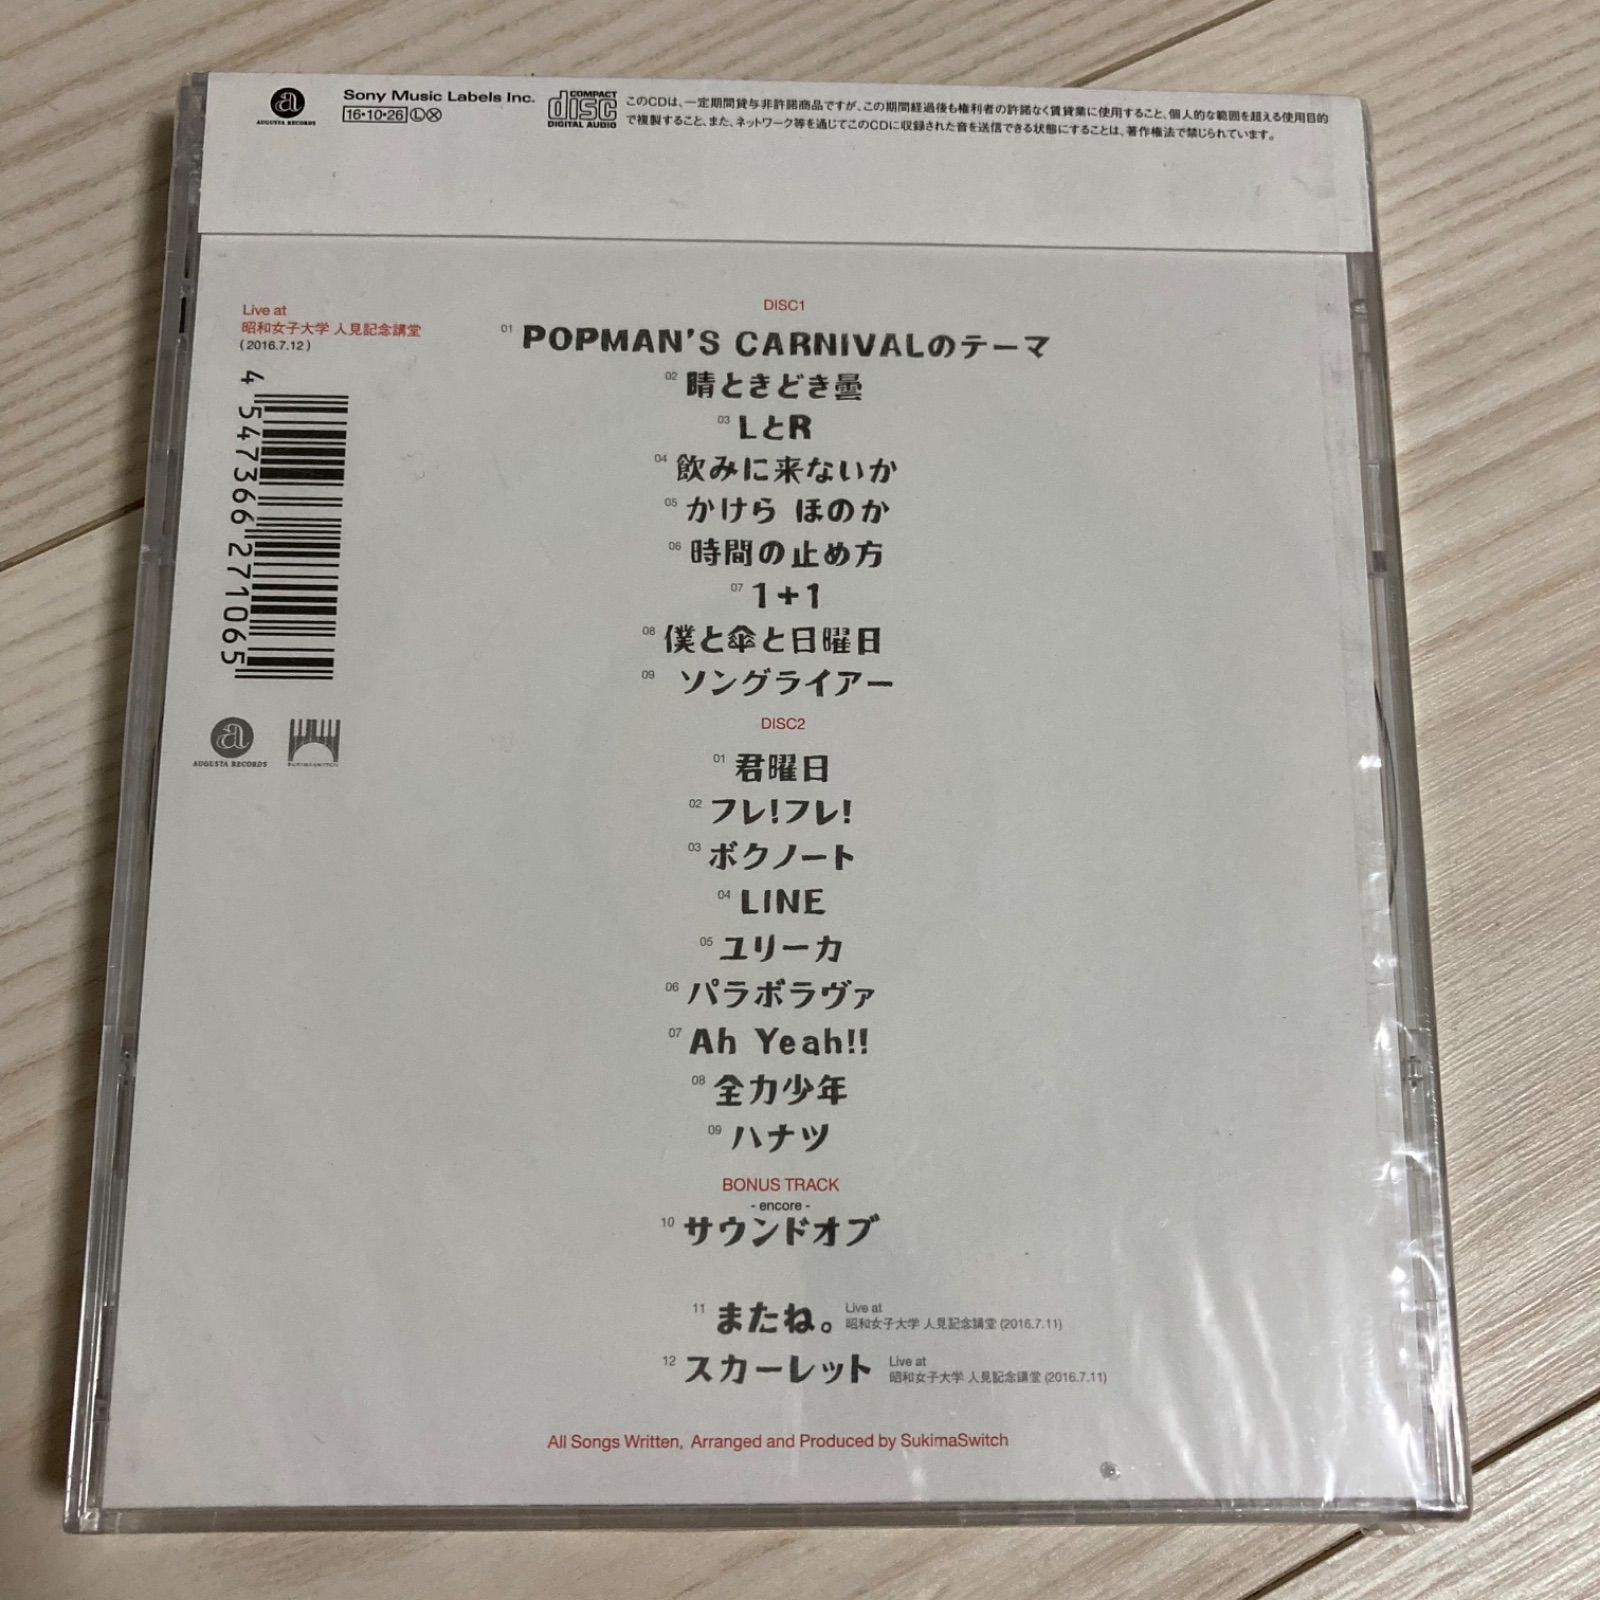 a
AUGUSTA RECORDS
Sony Music Labels Inc.
16・10・26 L X
COMPACT
disc
DIGITAL AUDIO
このCDは、一定期間貸与非許諾商品ですが、この期間経過後も権利者の許諾なく賃貸業に使用すること、個人的な範囲を超える使用目的
で複製すること、また、ネットワーク等を通じてこのCDに収録された音を送信できる状態にすることは、著作権法で禁じられています。
Live at
昭和女子大学 人見記念講堂
(2016.7.12)
4 547366 271065
a
AUGUSTA RECORDS
SUKIMASWITCH
DISC1
01 POPMAN'S CARNIVALのテーマ
02 晴ときどき曇
03 LとR
04 飲みに来ないか
05 かけら ほのか
06 時間の止め方
07 1+1
08 僕と傘と日曜日
09 ソングライアー
DISC2
01 君曜日
02 フレ!フレ!
03 ボクノート
04 LINE
05 ユリーカ
06 パラボラヴァ
07 Ah Yeah!!
08 全力少年
09 ハナツ
BONUS TRACK
- encore -
10 サウンドオブ
11 またね。 Live at
昭和女子大学 人見記念講堂 (2016.7.11)
12 スカーレット Live at
昭和女子大学 人見記念講堂 (2016.7.11)
All Songs Written, Arranged and Produced by SukimaSwitch